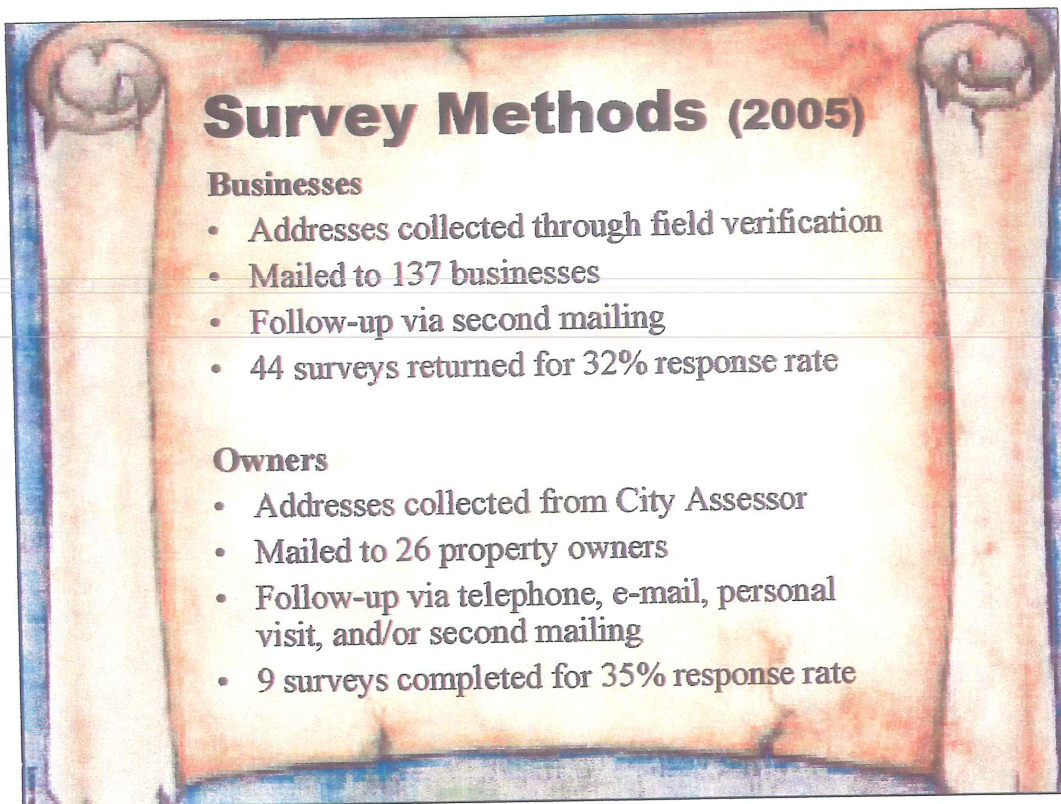 Survey Methods (2005)
Businesses
• Addresses collected through field verification
• Mailed to 137 businesses
• Follow-up via second mailing
• 44 surveys returned for 32% response rate
Owners
• Addresses collected from City Assessor
• Mailed to 26 property owners
• Follow-up via telephone, e-mail, personal
visit, and/or second mailing
• 9 surveys completed for 35% response rate